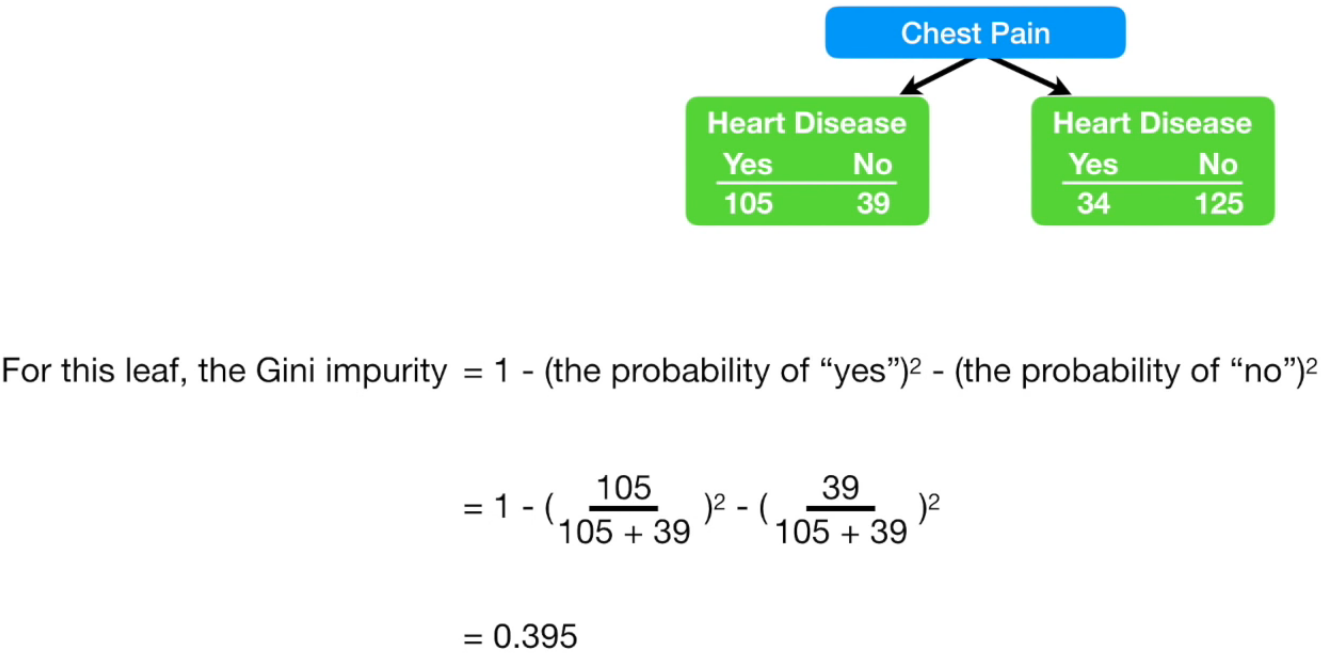 Chest Pain
Heart Disease Heart Disease
Yes No Yes No
105 39 34 125
For this leaf, the Gini impurity = 1 - (the probability of “yes”)² - (the probability of “no”)²
= 1 - ( 105 / 105 + 39 )² - ( 39 / 105 + 39 )²
= 0.395